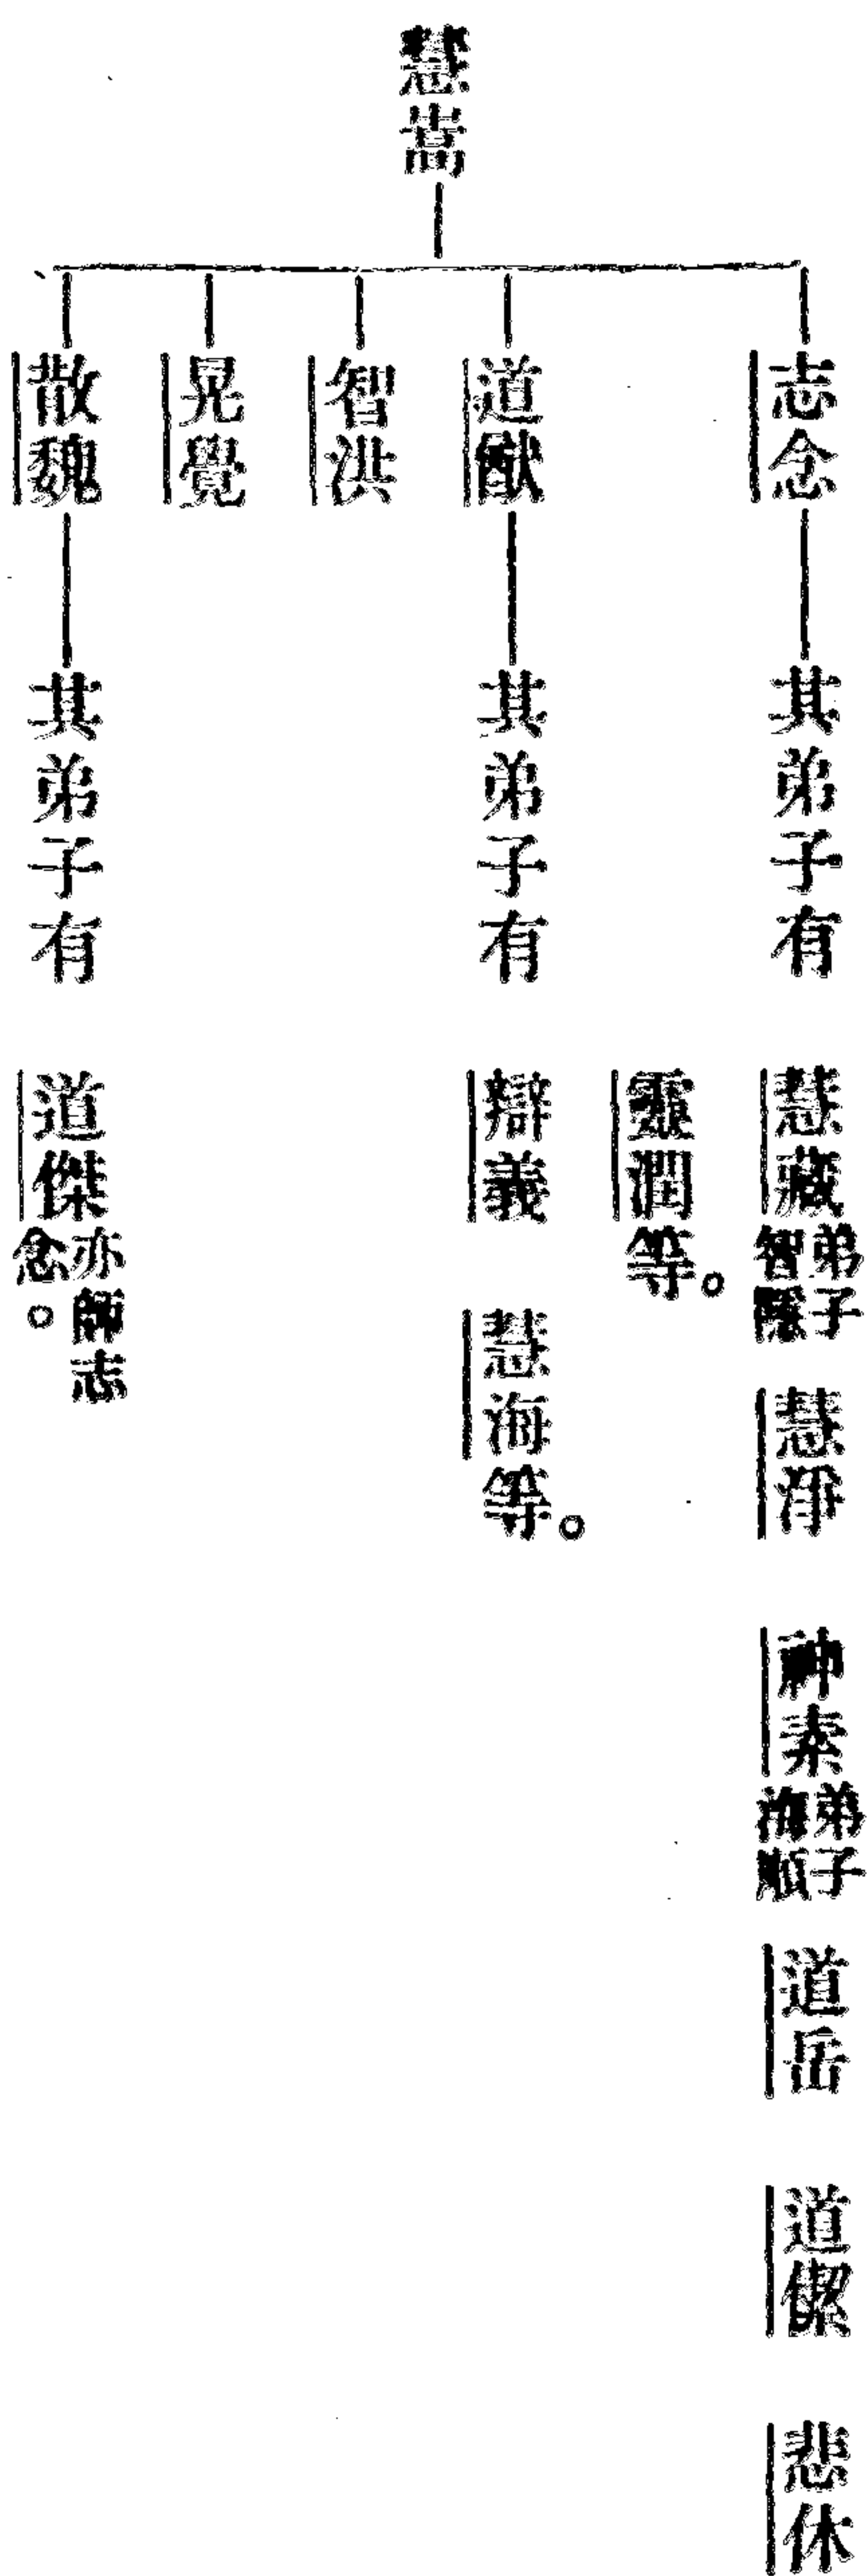 慧嵩
志念 其弟子有 慧藏弟子智隱 慧淨 神素弟子海順 道岳 道傑 悲休
靈潤等。
道猷 其弟子有 辯義 慧海等。
智洪
晃覺
散魏 其弟子有 道傑亦師志念。